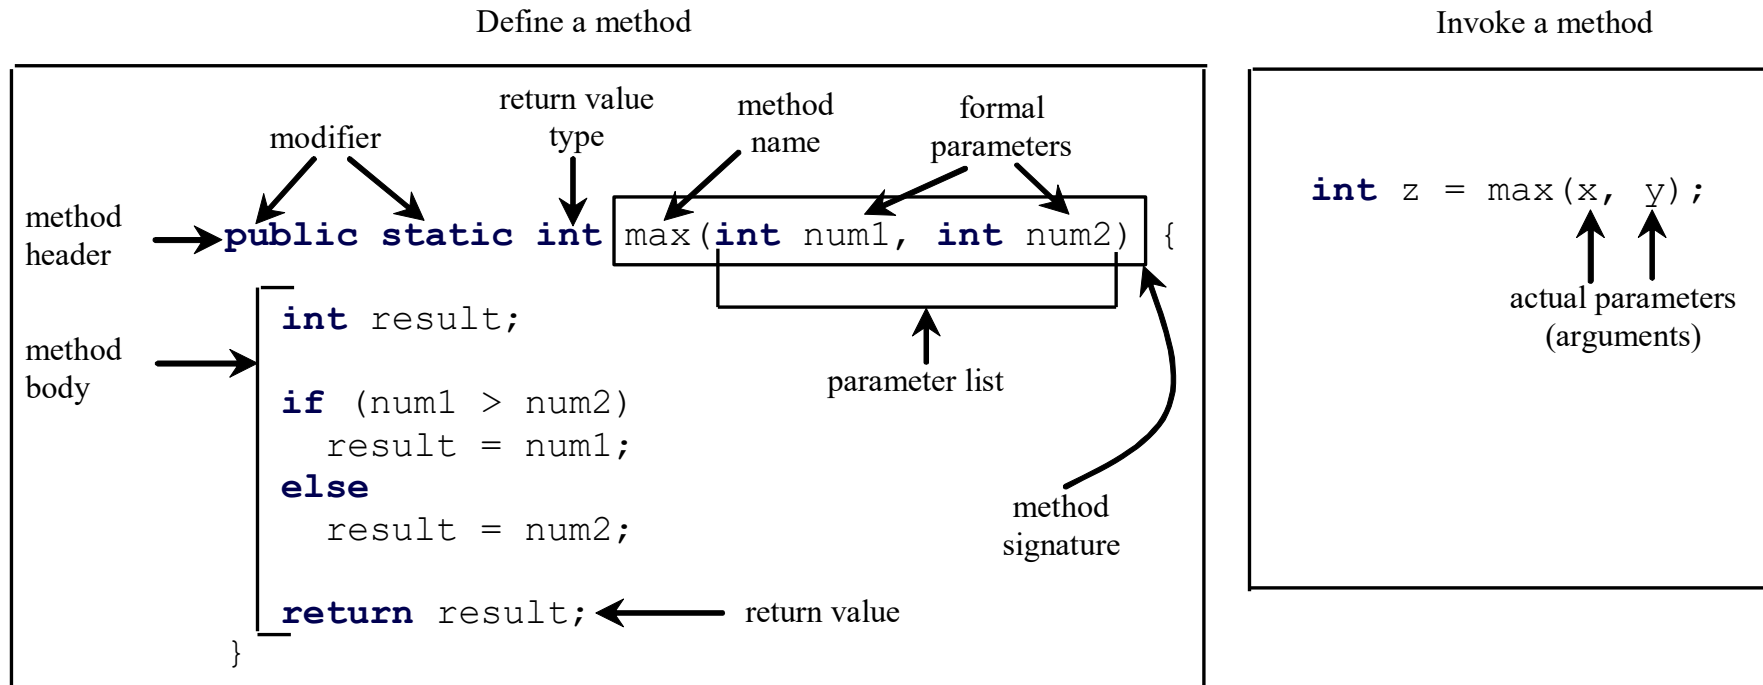 Define a method
Invoke a method
return value
type
method
name
formal
parameters
modifier
method
header
public static int max(int num1, int num2) {
int result;
method
body
parameter list
if (num1 > num2)
result = num1;
else
result = num2;
method
signature
return result;
return value
}
int z = max(x, y);
actual parameters
(arguments)